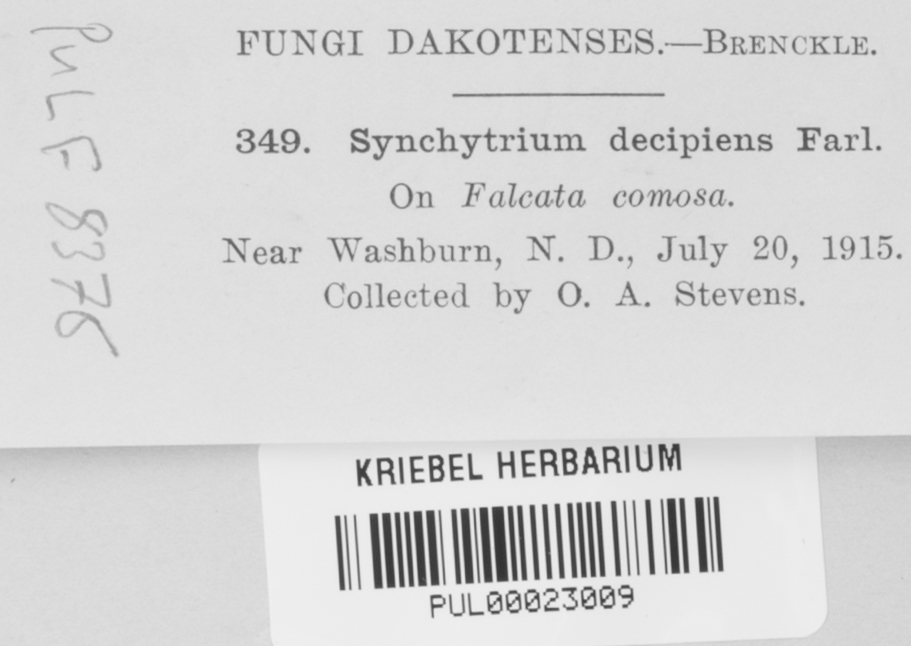 FUNGI DAKOTENSES.—BRENCKLE.
349. Synchytrium decipiens Farl.
On Falcata comosa.
Near Washburn, N. D., July 20, 1915.
Collected by O. A. Stevens.
PUL F 8376
KRIEBEL HERBARIUM
PUL00023009